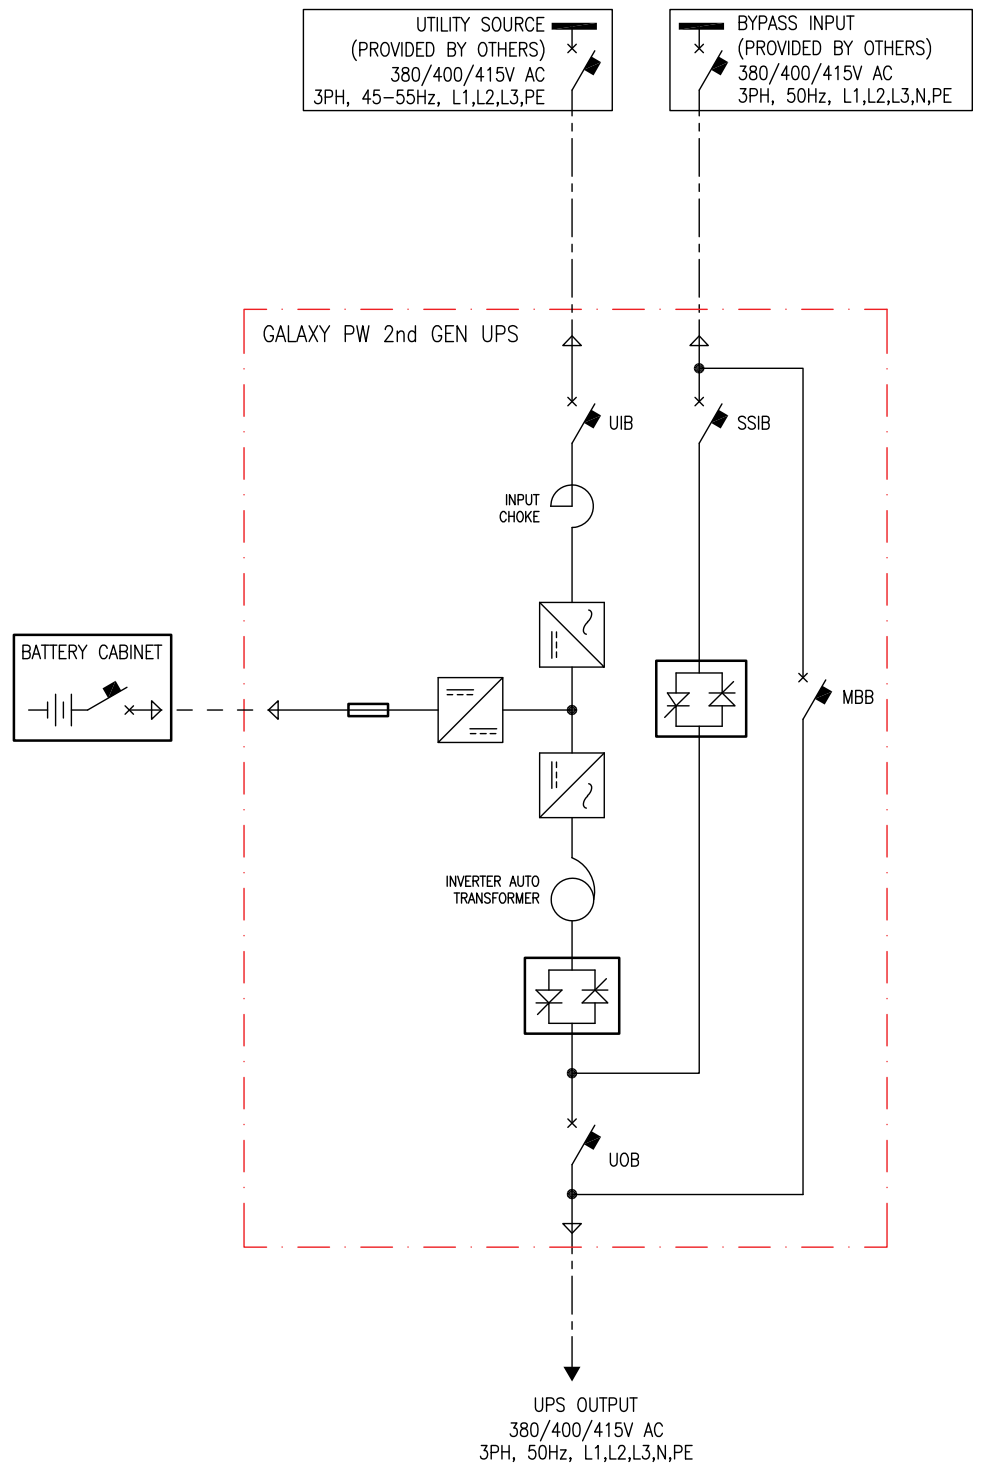 UTILITY SOURCE
(PROVIDED BY OTHERS)
380/400/415V AC
3PH, 45-55Hz, L1,L2,L3,PE
BYPASS INPUT
(PROVIDED BY OTHERS)
380/400/415V AC
3PH, 50Hz, L1,L2,L3,N,PE
GALAXY PW 2nd GEN UPS
UIB
SSIB
INPUT
CHOKE
BATTERY CABINET
MBB
INVERTER AUTO
TRANSFORMER
UOB
UPS OUTPUT
380/400/415V AC
3PH, 50Hz, L1,L2,L3,N,PE